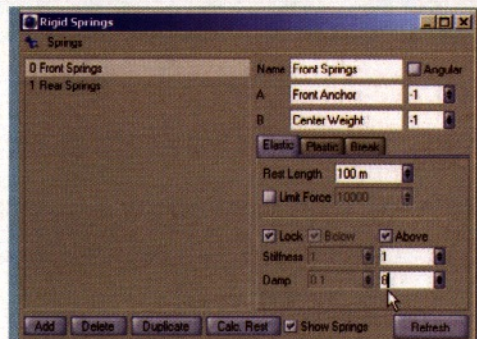 Rigid Springs
Springs
0 Front Springs
1 Rear Springs
Name Front Springs Angular
A Front Anchor -1
B Center Weight -1
Elastic Plastic Break
Rest Length 100 m
Limit Force 10000
Lock Below Above
Stiffness 1 1
Damp 0.1
Add Delete Duplicate Calc. Rest Show Springs Refresh